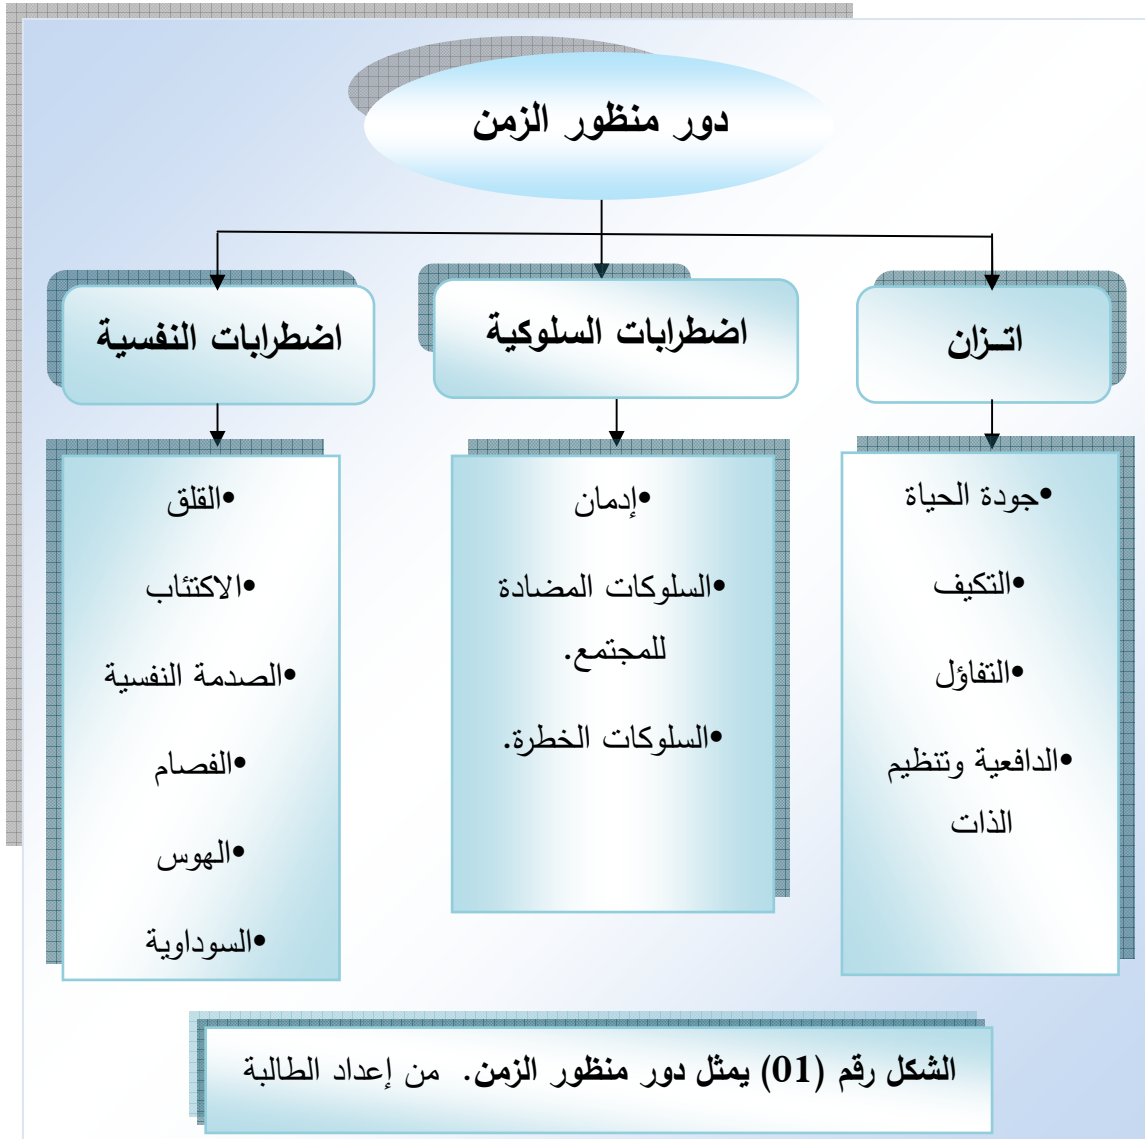 دور منظور الزمن
اتــزان
اضطرابات السلوكية
اضطرابات النفسية
•جودة الحياة
•التكيف
•التفاؤل
•الدافعية وتنظيم
الذات
•إدمان
•السلوكات المضادة
للمجتمع.
•السلوكات الخطرة.
•القلق
•الاكتئاب
•الصدمة النفسية
•الفصام
•الهوس
•السوداوية
الشكل رقم (01) يمثل دور منظور الزمن. من إعداد الطالبة